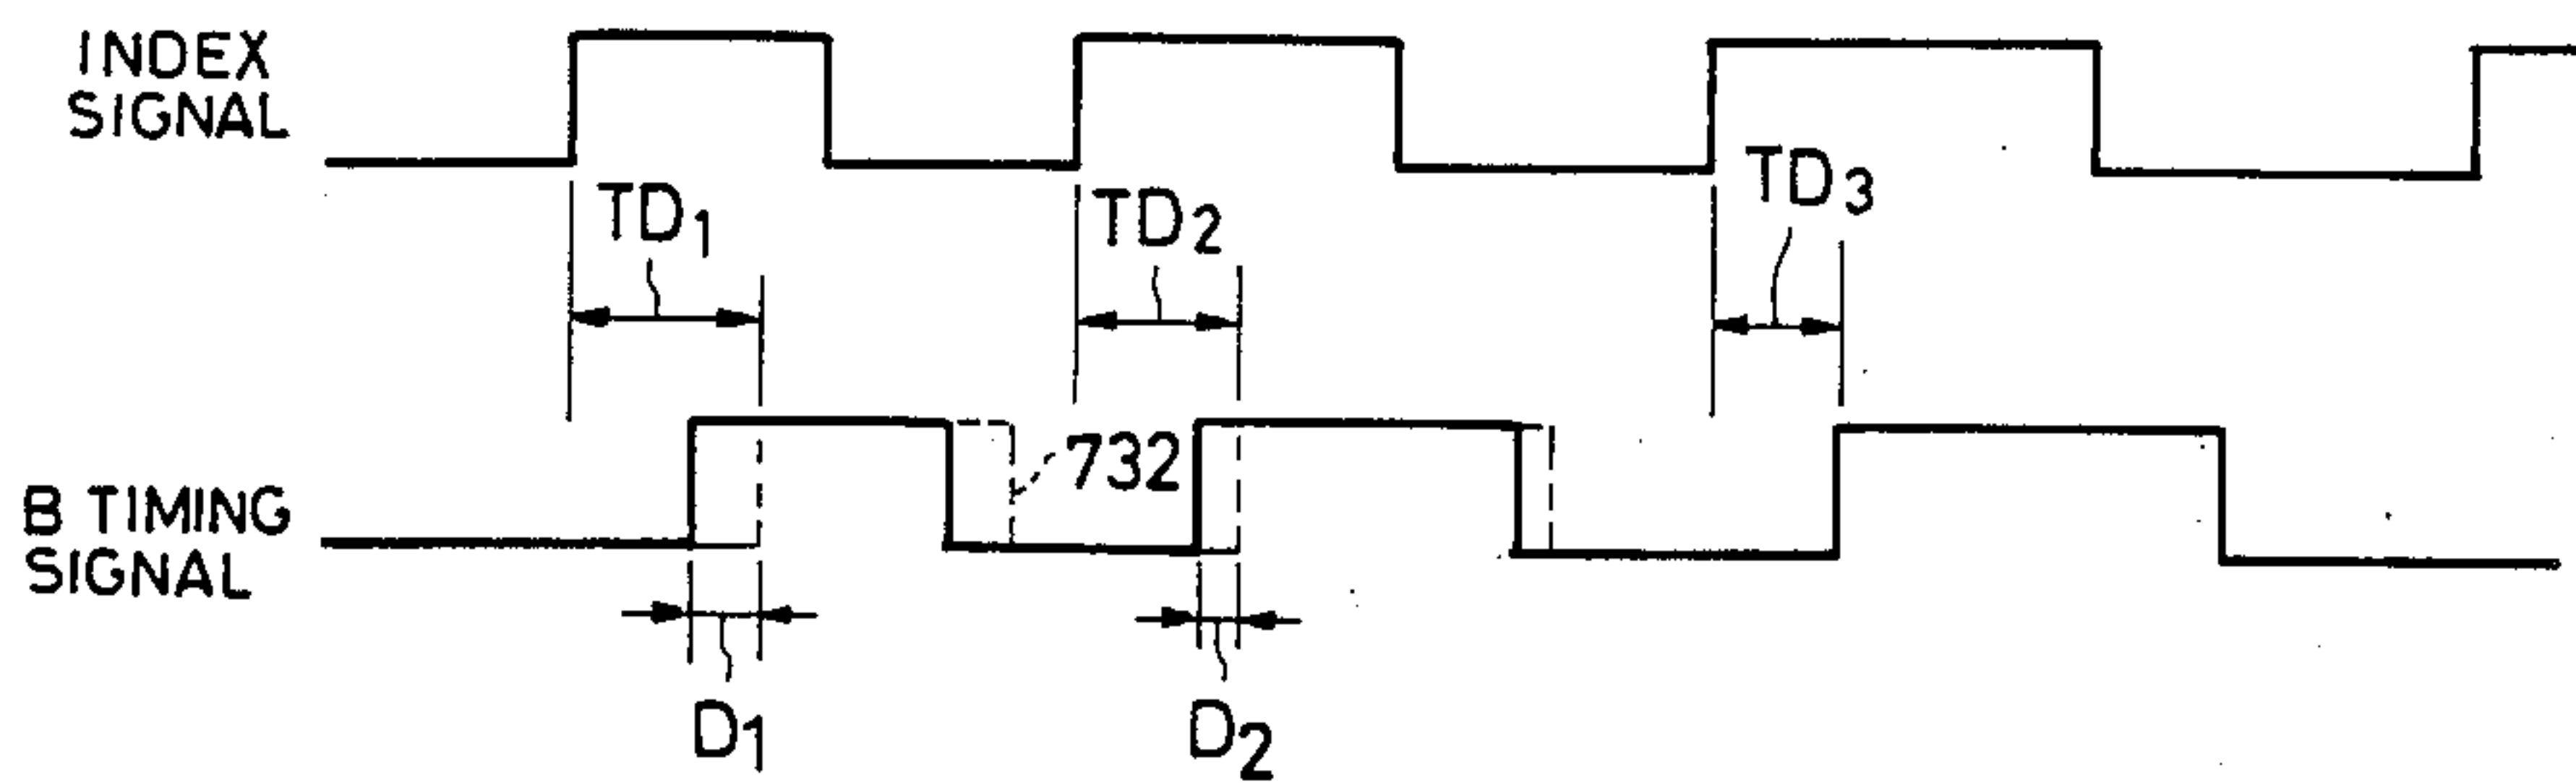 INDEX
SIGNAL
TD1
TD2
TD3
732
B TIMING
SIGNAL
D1
D2